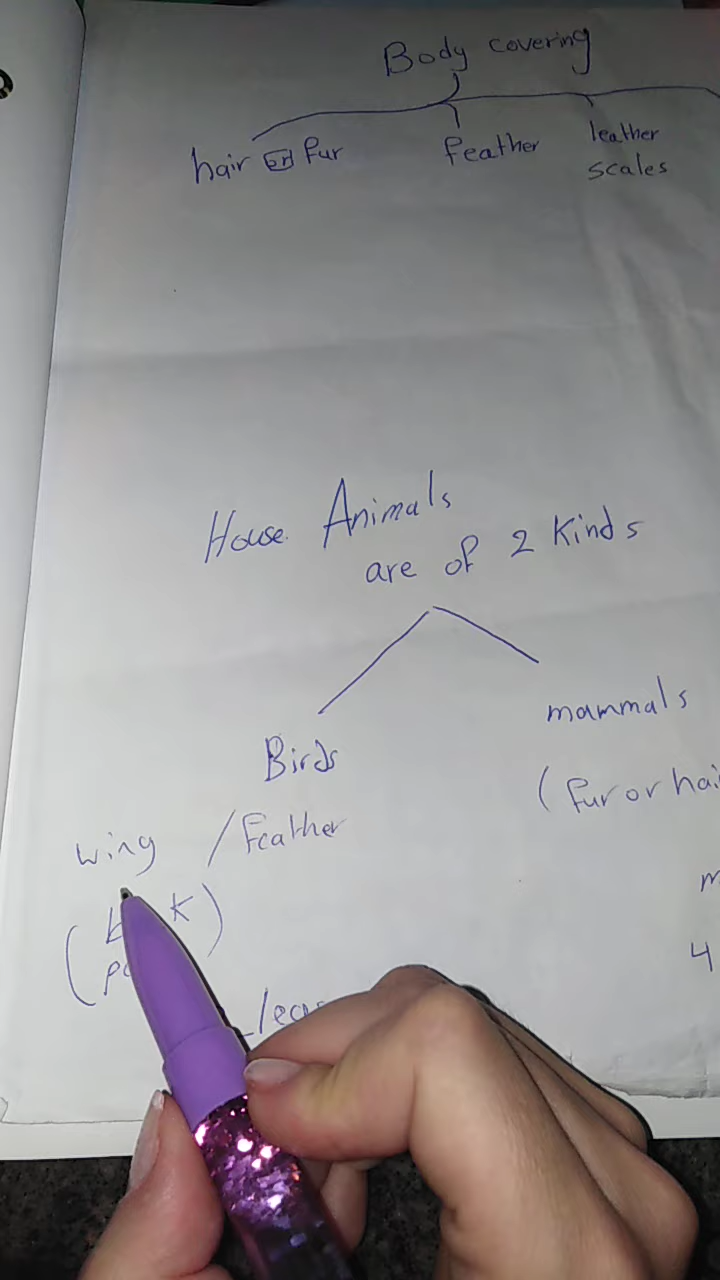 Body covering
hair or fur feather leather
scales
House Animals
are of 2 Kinds
Birds mammals
wing / Feather (fur or hai
4